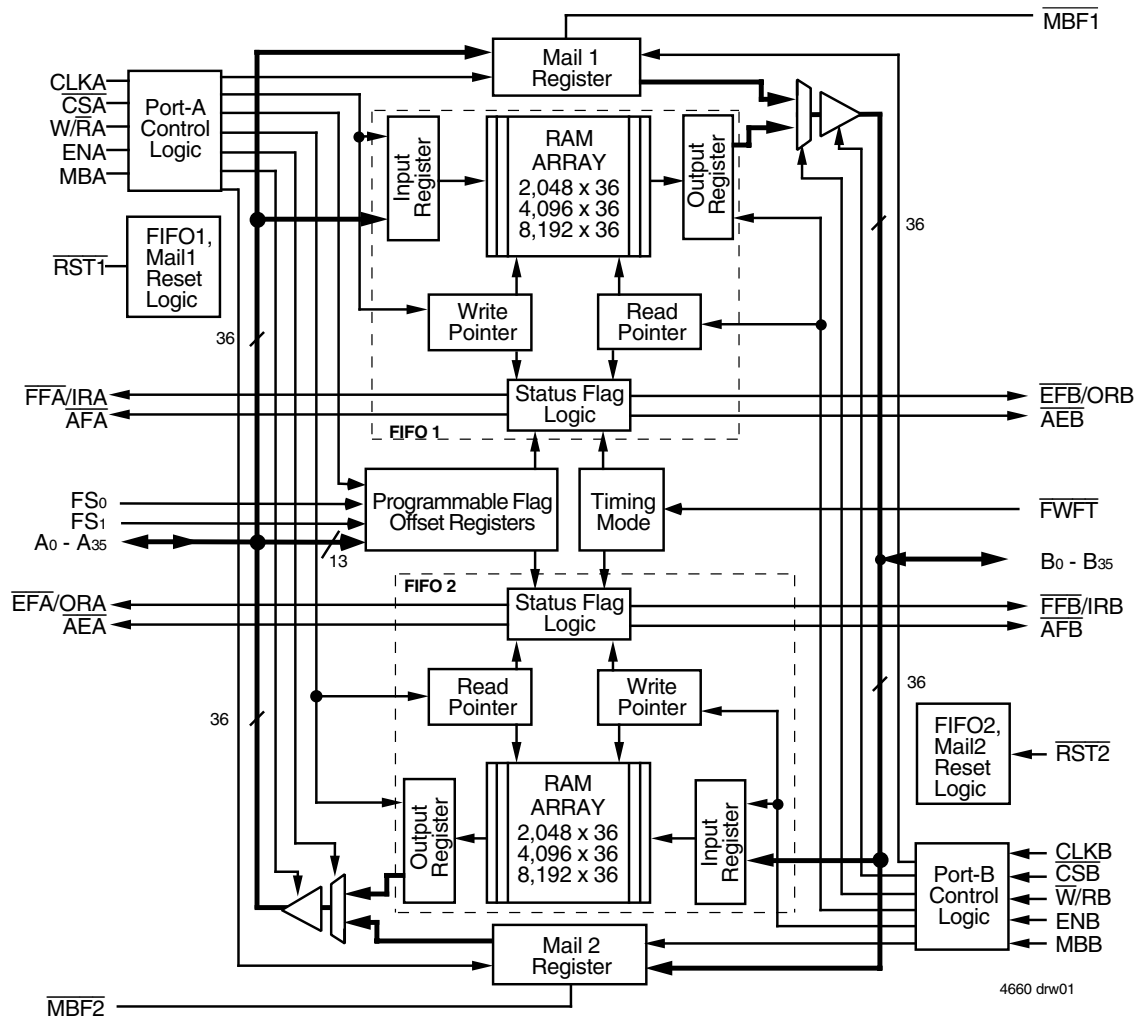 MBF1
Mail 1
Register
CLKA
CSA
W/RA
ENA
MBA
Port-A
Control
Logic
RAM
ARRAY
2,048 x 36
4,096 x 36
8,192 x 36
Input
Register
Output
Register
36
RST1
FIFO1,
Mail1
Reset
Logic
Write
Pointer
Read
Pointer
36
FFA/IRA
AFA
Status Flag
Logic
EFB/ORB
AEB
FIFO 1
FS0
FS1
A0 - A35
Programmable Flag
Offset Registers
13
Timing
Mode
FWFT
B0 - B35
FIFO 2
EFA/ORA
AEA
Status Flag
Logic
FFB/IRB
AFB
Read
Pointer
Write
Pointer
36
36
FIFO2,
Mail2
Reset
Logic
RST2
RAM
ARRAY
2,048 x 36
4,096 x 36
8,192 x 36
Output
Register
Input
Register
Port-B
Control
Logic
CLKB
CSB
W/RB
ENB
MBB
Mail 2
Register
MBF2
4660 drw01